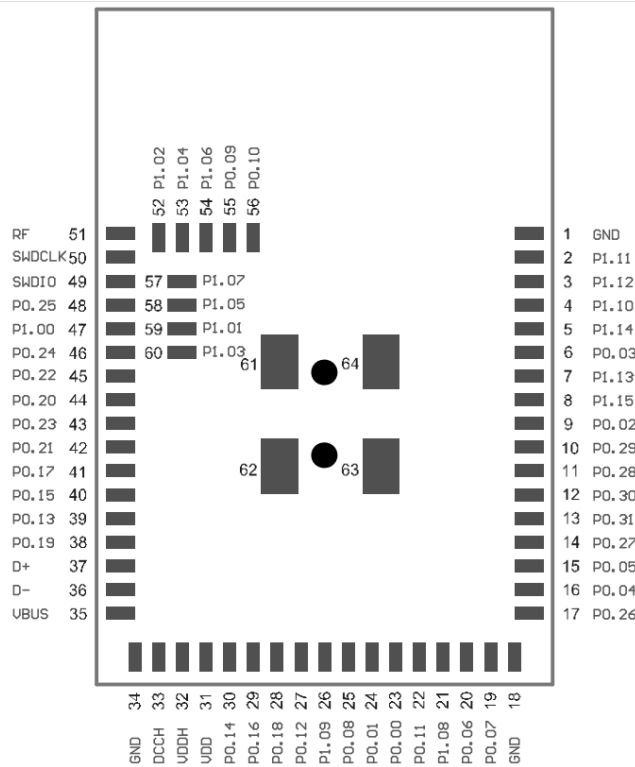 52 P1.02
53 P1.04
54 P1.06
55 P0.09
56 P0.10
RF 51
SWDCLK 50
SWDIO 49
P0.25 48
P1.00 47
P0.24 46
P0.22 45
P0.20 44
P0.23 43
P0.21 42
P0.17 41
P0.15 40
P0.13 39
P0.19 38
D+ 37
D- 36
VBUS 35
57 P1.07
58 P1.05
59 P1.01
60 P1.03
61
64
62
63
1 GND
2 P1.11
3 P1.12
4 P1.10
5 P1.14
6 P0.03
7 P1.13
8 P1.15
9 P0.02
10 P0.29
11 P0.28
12 P0.30
13 P0.31
14 P0.27
15 P0.05
16 P0.04
17 P0.26
34 GND
33 DCCH
32 VDDH
31 VDD
30 P0.14
29 P0.16
28 P0.18
27 P0.12
26 P1.09
25 P0.08
24 P0.01
23 P0.00
22 P0.11
21 P1.08
20 P0.06
19 P0.07
18 GND